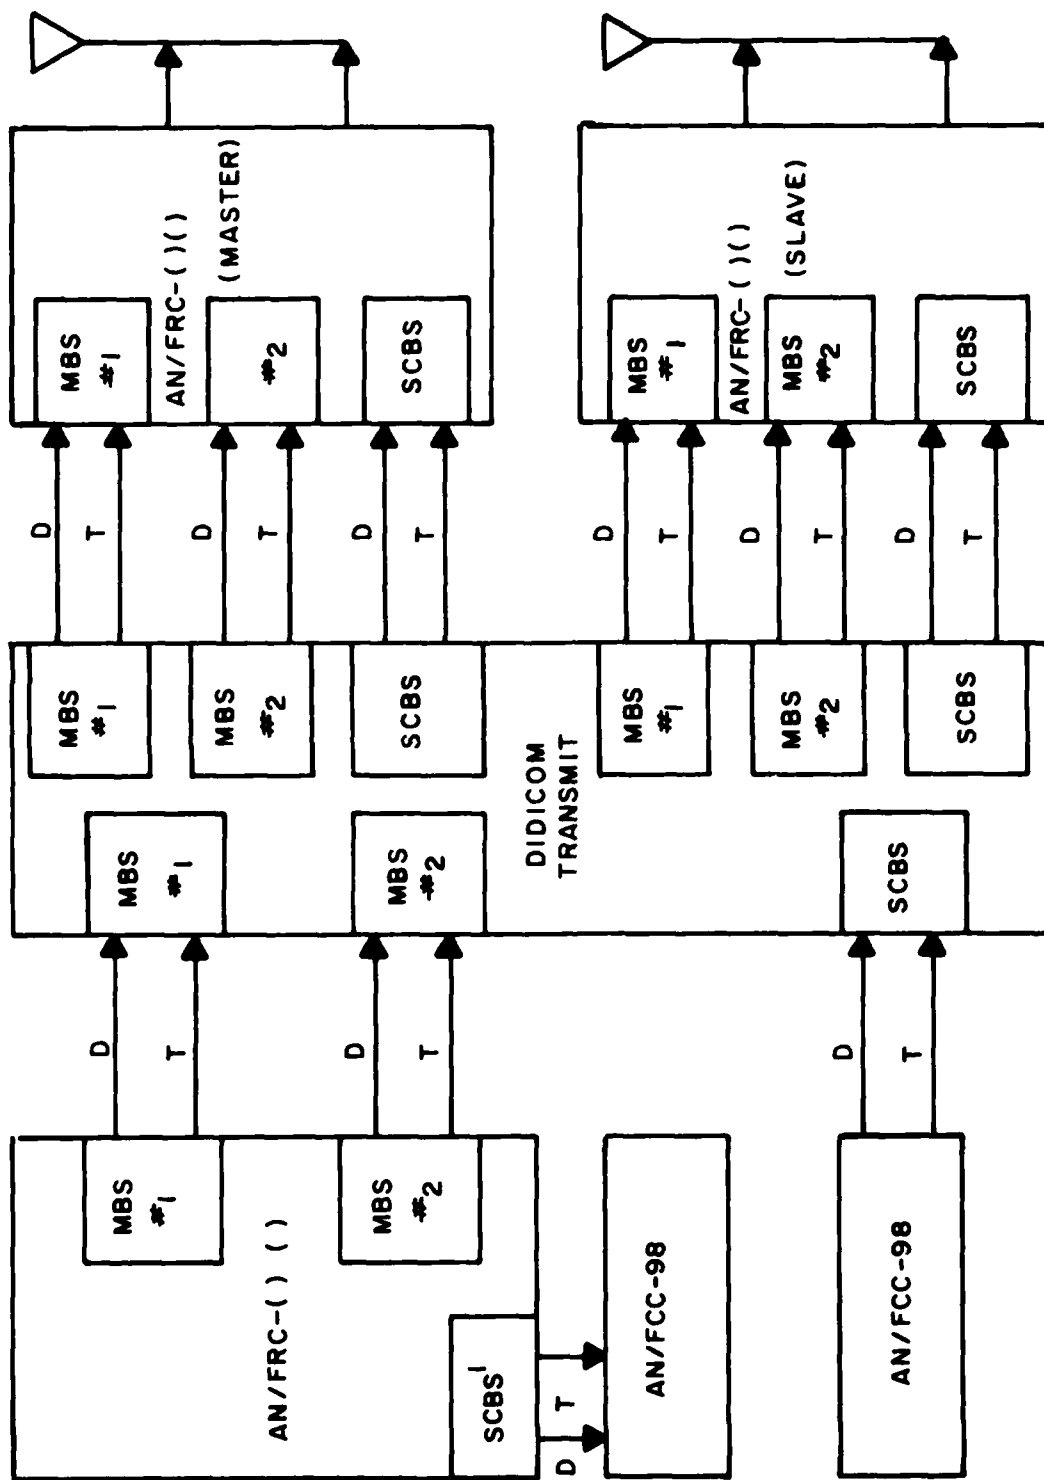 MBS
#1
MBS
#2
AN/FRC-() ()
SCBS'
D
T
AN/FCC-98
AN/FCC-98
D
T
D
T
D
T
MBS
#1
MBS
#2
SCBS
DIDICOM
TRANSMIT
MBS
#1
MBS
#2
SCBS
MBS
#1
MBS
#2
SCBS
D
T
D
T
D
T
D
T
D
T
D
T
MBS
#1
#2
SCBS
AN/FRC-( )( )
(MASTER)
MBS
#1
MBS
#2
SCBS
AN/FRC-( )( )
(SLAVE)